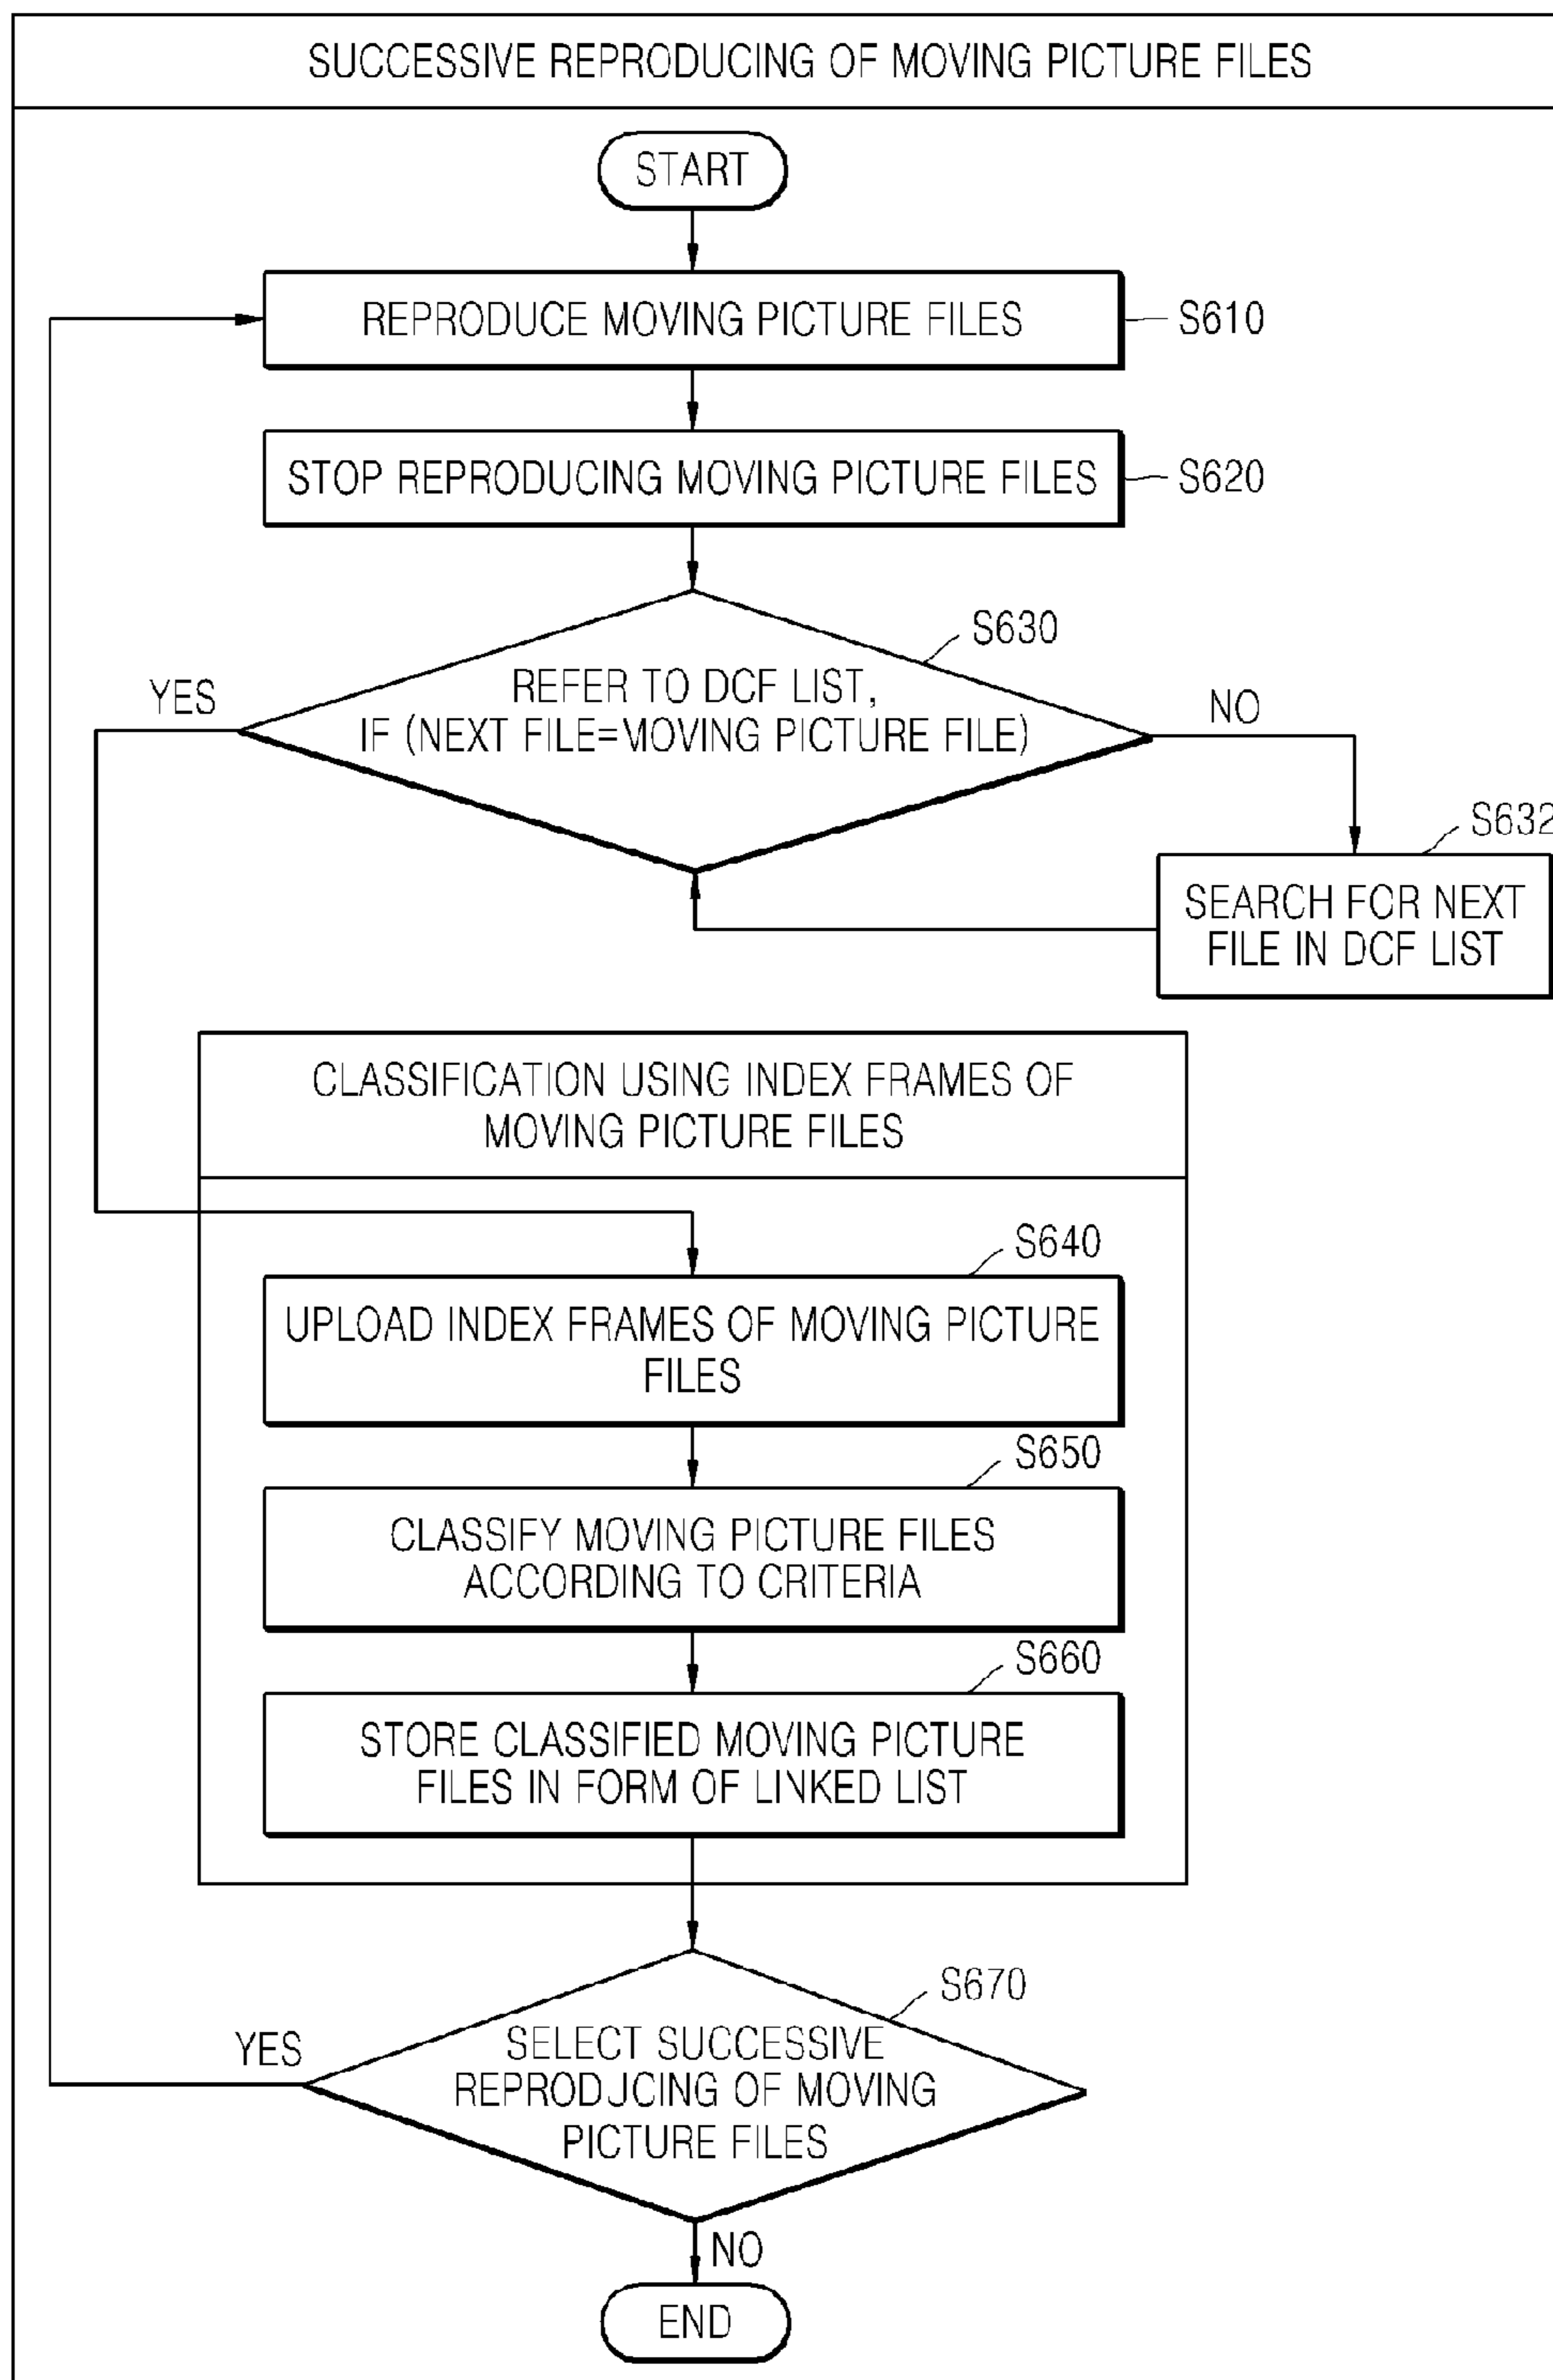 SUCCESSIVE REPRODUCING OF MOVING PICTURE FILES
START
REPRODUCE MOVING PICTURE FILES
S610
STOP REPRODUCING MOVING PICTURE FILES
S620
S630
REFER TO DCF LIST,
IF (NEXT FILE=MOVING PICTURE FILE)
YES
NO
S632
SEARCH FOR NEXT
FILE IN DCF LIST
CLASSIFICATION USING INDEX FRAMES OF
MOVING PICTURE FILES
S640
UPLOAD INDEX FRAMES OF MOVING PICTURE
FILES
S650
CLASSIFY MOVING PICTURE FILES
ACCORDING TO CRITERIA
S660
STORE CLASSIFIED MOVING PICTURE
FILES IN FORM OF LINKED LIST
S670
YES
SELECT SUCCESSIVE
REPRODUCING OF MOVING
PICTURE FILES
NO
END